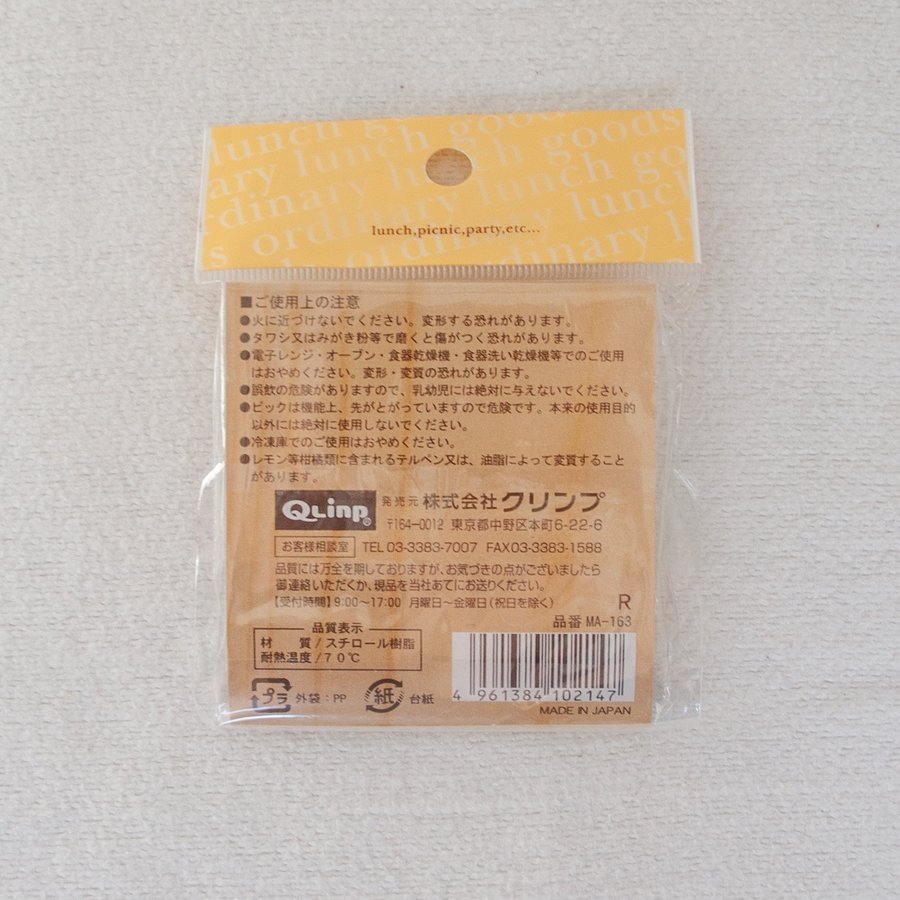 lunch goods
ordinary lunch goods
ordinary lunch goods
ordinary lunch
lunch,picnic,party,etc...
■ご使用上の注意
●火に近づけないでください。変形する恐れがあります。
●タワシ又はみがき粉等で磨くと傷がつく恐れがあります。
●電子レンジ・オーブン・食器乾燥機・食器洗い乾燥機等でのご使用
はおやめください。変形・変質の恐れがあります。
●誤飲の危険がありますので、乳幼児には絶対に与えないでください。
●ピックは機能上、先がとがっていますので危険です。本来の使用目的
以外には絶対に使用しないでください。
●冷凍庫でのご使用はおやめください。
●レモン等柑橘類に含まれるテルペン又は、油脂によって変質すること
があります。
QLinp® 発売元 株式会社クリンプ
〒164-0012 東京都中野区本町6-22-6
お客様相談室 TEL 03-3383-7007 FAX03-3383-1588
品質には万全を期しておりますが、お気づきの点がございましたら
御連絡いただくか、現品を当社あてにお送りください。
【受付時間】9:00〜17:00 月曜日〜金曜日(祝日を除く)
R
品番 MA-163
品質表示
材 質/スチロール樹脂
耐熱温度/70℃
プラ 外袋:PP 紙 台紙
4 961384 102147
MADE IN JAPAN